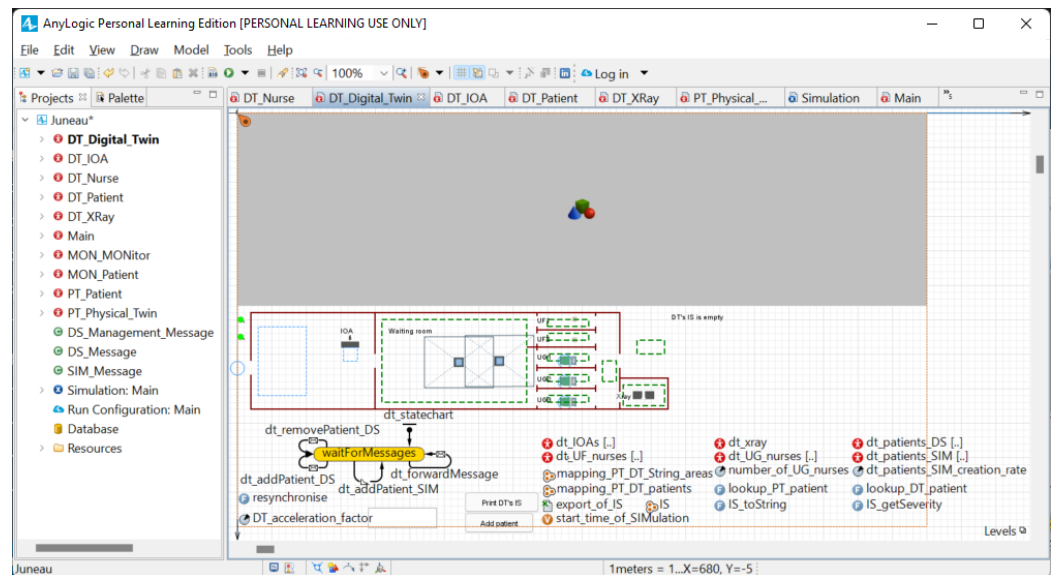 AnyLogic Personal Learning Edition [PERSONAL LEARNING USE ONLY]
File Edit View Draw Model Tools Help
100% Log in
Projects Palette
DT_Nurse DT_Digital_Twin DT_IOA DT_Patient DT_XRay PT_Physical_... Simulation Main "5
Juneau*
DT_Digital_Twin
DT_IOA
DT_Nurse
DT_Patient
DT_XRay
Main
MON_MONitor
MON_Patient
PT_Patient
PT_Physical_Twin
DS_Management_Message
DS_Message
SIM_Message
Simulation: Main
Run Configuration: Main
Database
Resources
DT's IS is empty
IOA
Waiting room
Xray
dt_statechart
dt_removePatient_DS
waitForMessages
dt_addPatient_DS
dt_forwardMessage
dt_addPatient_SIM
resynchronise
DT_acceleration_factor
Print DT's IS
Add patient
dt_IOAs [..] dt_xray dt_patients_DS [..]
dt_UF_nurses [..] dt_UG_nurses [..] dt_patients_SIM [..]
mapping_PT_DT_String_areas number_of_UG_nurses dt_patients_SIM_creation_rate
mapping_PT_DT_patients lookup_PT_patient lookup_DT_patient
export_of_IS IS IS_toString IS_getSeverity
start_time_of_SIMulation
Levels
Juneau 1meters = 1...X=680, Y=-5